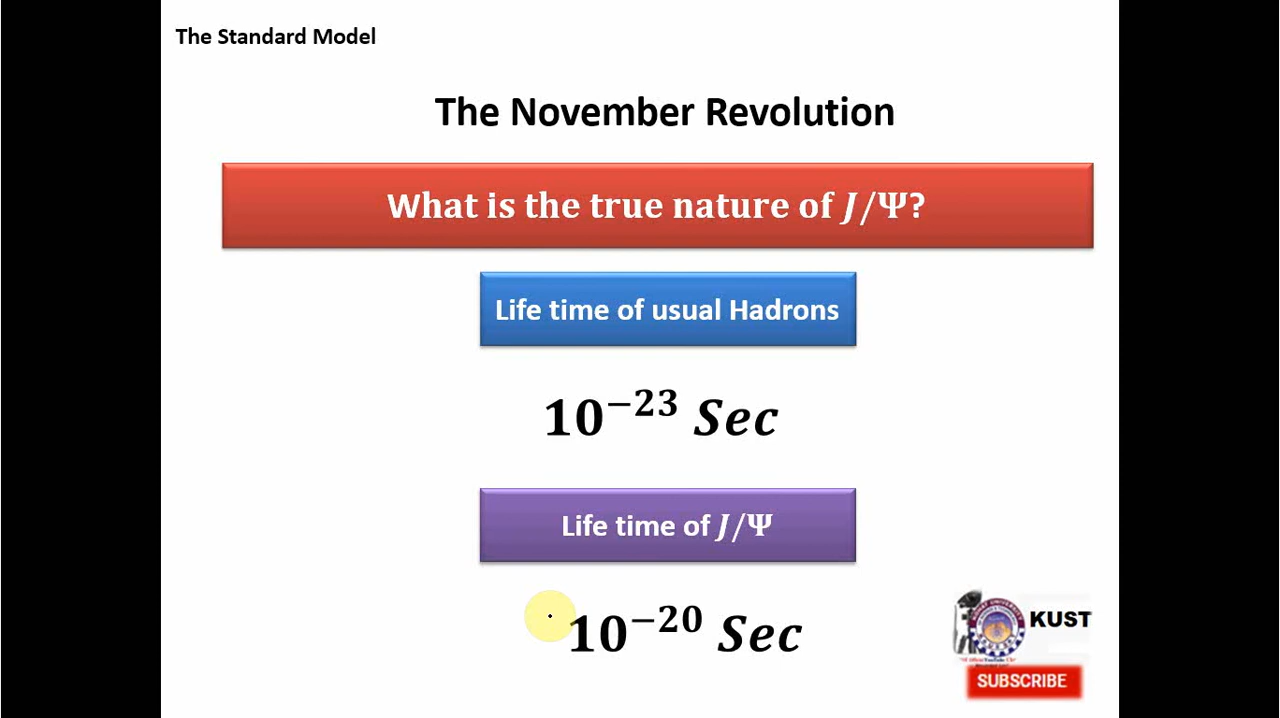 The Standard Model
The November Revolution
What is the true nature of J/Ψ?
Life time of usual Hadrons
10⁻²³ Sec
Life time of J/Ψ
10⁻²⁰ Sec
KUST
SUBSCRIBE